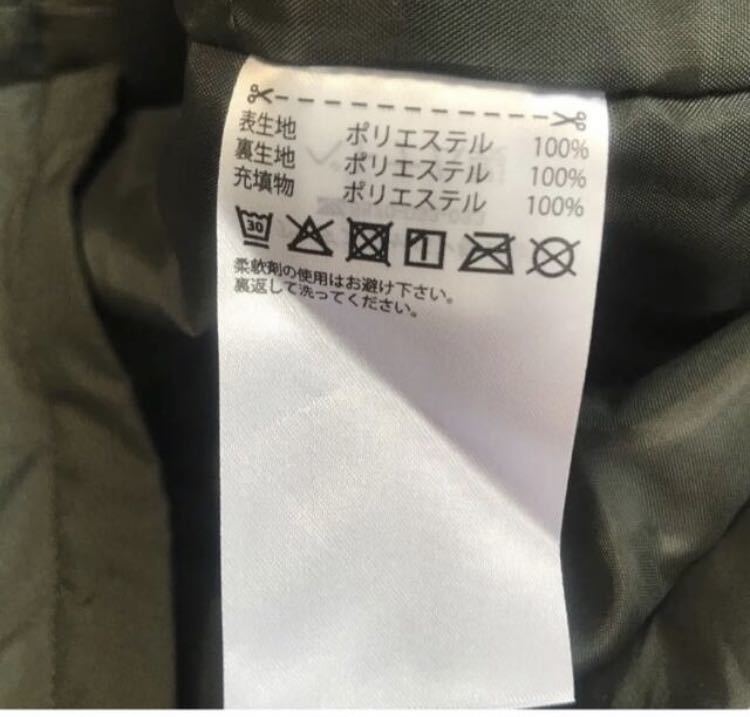 表生地 ポリエステル 100%
裏生地 ポリエステル 100%
充填物 ポリエステル 100%
30
柔軟剤の使用はお避け下さい。
裏返して洗ってください。